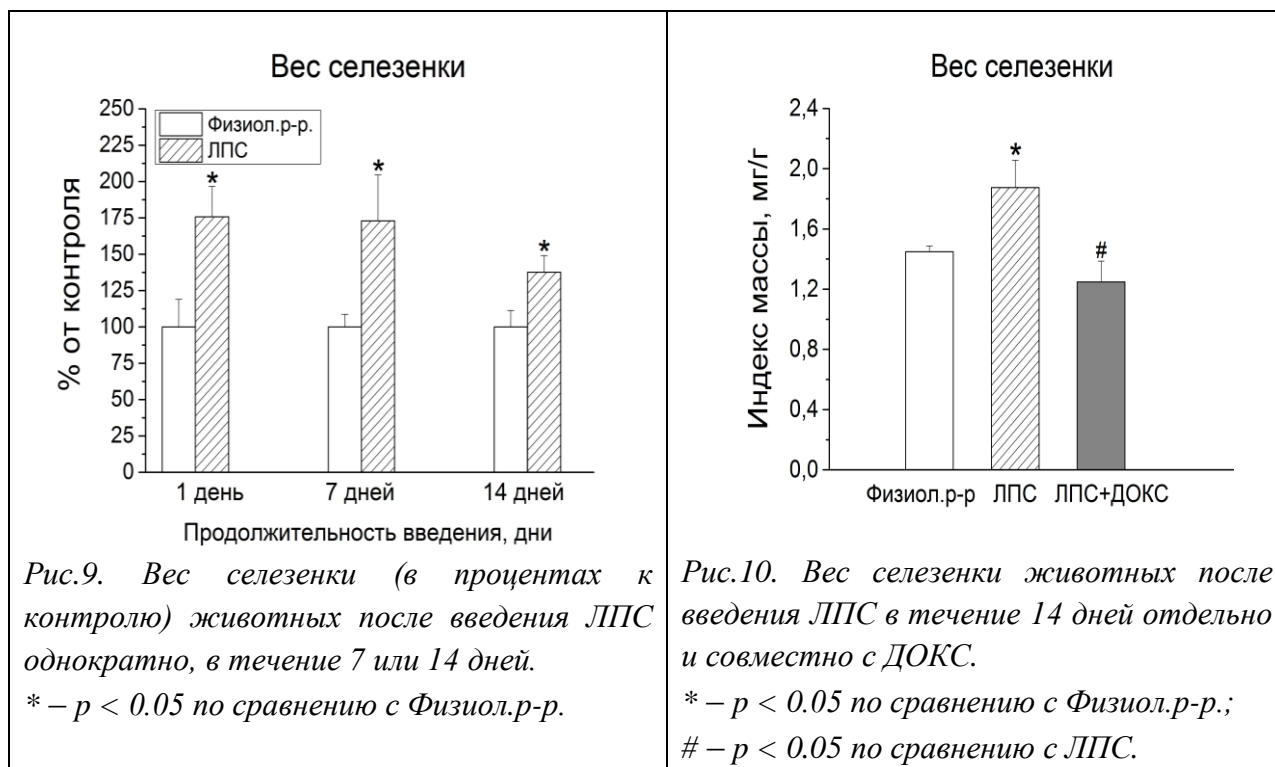 Вес селезенки
250
225
200
175
150
125
100
75
50
25
0
% от контроля
Физиол.р-р.
ЛПС
*
*
*
1 день 7 дней 14 дней
Продолжительность введения, дни
Рис.9. Вес селезенки (в процентах к
контролю) животных после введения ЛПС
однократно, в течение 7 или 14 дней.
* – p < 0.05 по сравнению с Физиол.р-р.
Вес селезенки
2,4
2,0
1,6
1,2
0,8
0,4
0,0
Индекс массы, мг/г
*
#
Физиол.р-р ЛПС ЛПС+ДОКС
Рис.10. Вес селезенки животных после
введения ЛПС в течение 14 дней отдельно
и совместно с ДОКС.
* – p < 0.05 по сравнению с Физиол.р-р.;
# – p < 0.05 по сравнению с ЛПС.